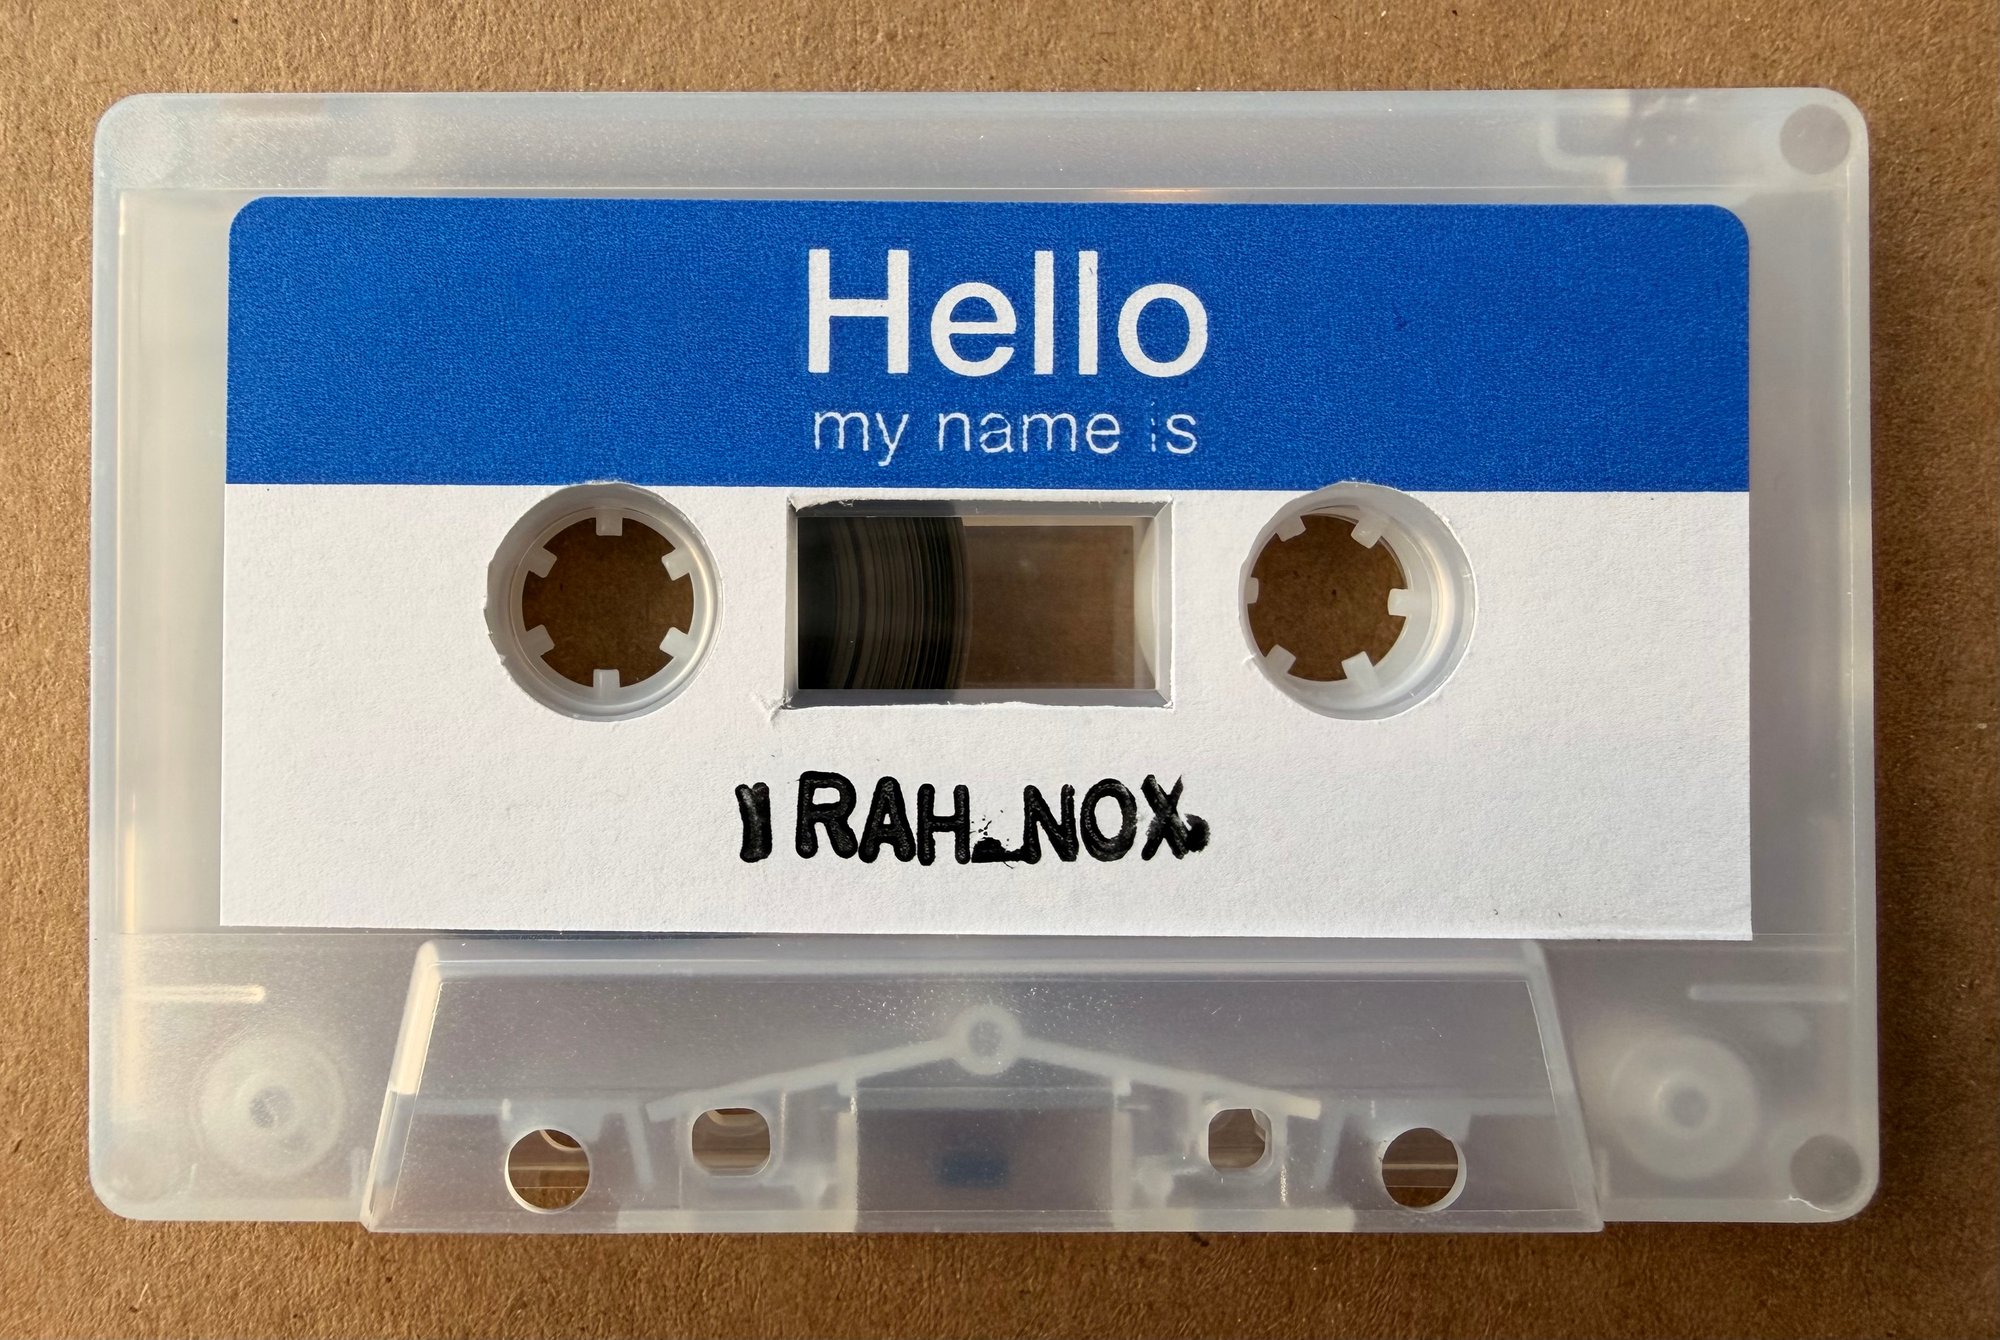 Hello
my name is
RAH_NOX